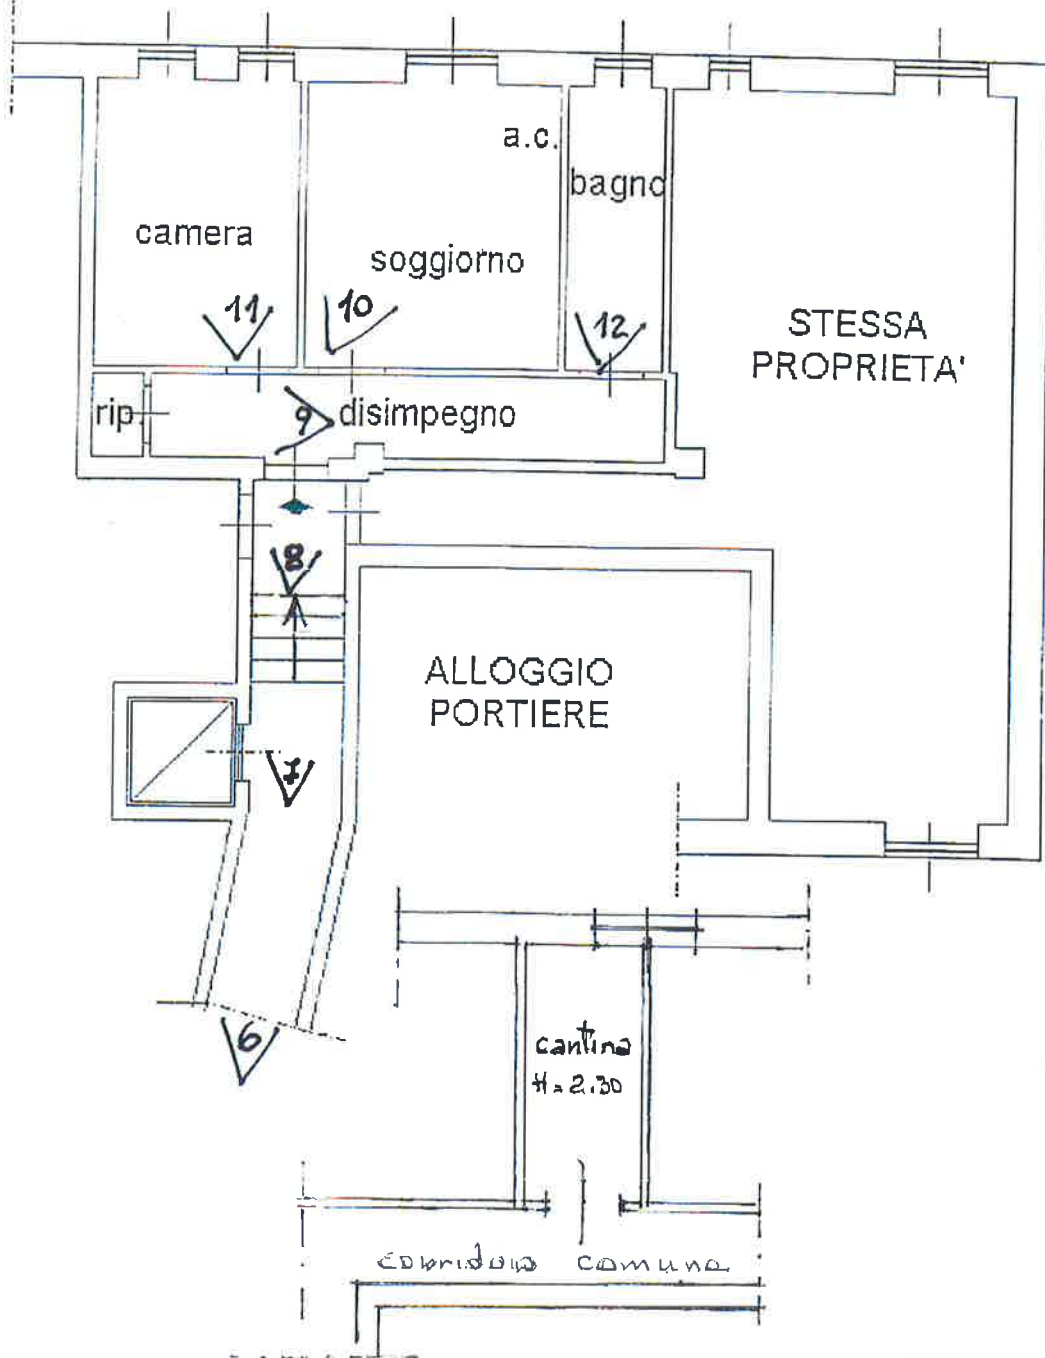 a.c.
bagno
camera
soggiorno
11
10
12
STESSA
PROPRIETA'
rip.
9
disimpegno
8
ALLOGGIO
PORTIERE
7
6
cantina
H=2.30
corridoio comune